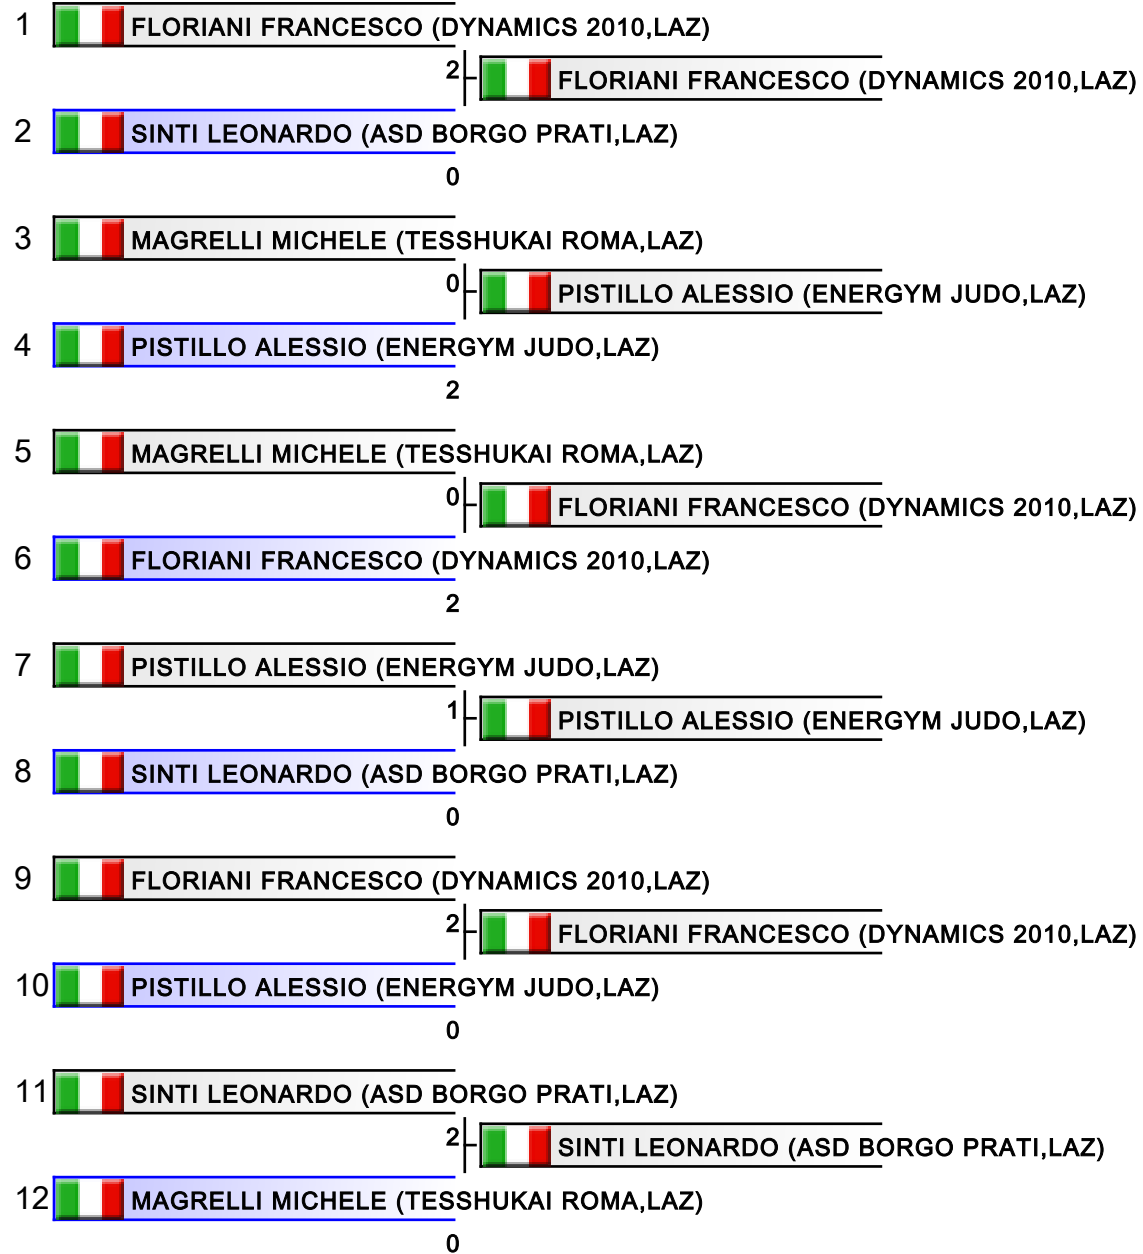 1 FLORIANI FRANCESCO (DYNAMICS 2010,LAZ)
2 FLORIANI FRANCESCO (DYNAMICS 2010,LAZ)
2 SINTI LEONARDO (ASD BORGO PRATI,LAZ)
0
3 MAGRELLI MICHELE (TESSHUKAI ROMA,LAZ)
0 PISTILLO ALESSIO (ENERGYM JUDO,LAZ)
4 PISTILLO ALESSIO (ENERGYM JUDO,LAZ)
2
5 MAGRELLI MICHELE (TESSHUKAI ROMA,LAZ)
0 FLORIANI FRANCESCO (DYNAMICS 2010,LAZ)
6 FLORIANI FRANCESCO (DYNAMICS 2010,LAZ)
2
7 PISTILLO ALESSIO (ENERGYM JUDO,LAZ)
1 PISTILLO ALESSIO (ENERGYM JUDO,LAZ)
8 SINTI LEONARDO (ASD BORGO PRATI,LAZ)
0
9 FLORIANI FRANCESCO (DYNAMICS 2010,LAZ)
2 FLORIANI FRANCESCO (DYNAMICS 2010,LAZ)
10 PISTILLO ALESSIO (ENERGYM JUDO,LAZ)
0
11 SINTI LEONARDO (ASD BORGO PRATI,LAZ)
2 SINTI LEONARDO (ASD BORGO PRATI,LAZ)
12 MAGRELLI MICHELE (TESSHUKAI ROMA,LAZ)
0